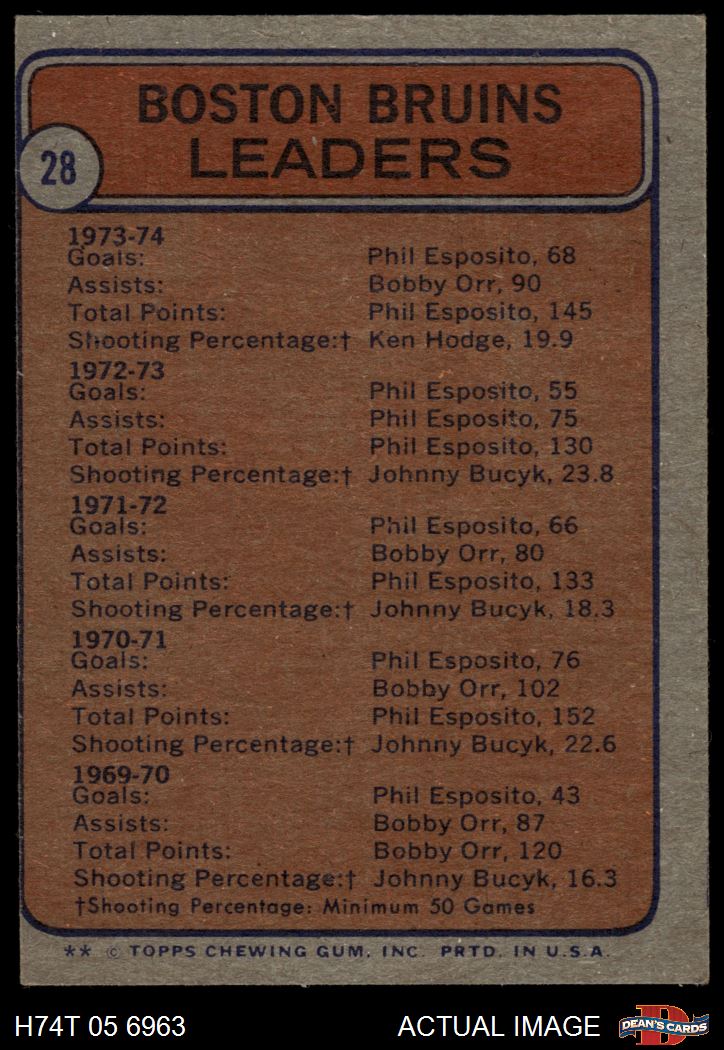 BOSTON BRUINS
LEADERS
28
1973-74
Goals: Phil Esposito, 68
Assists: Bobby Orr, 90
Total Points: Phil Esposito, 145
Shooting Percentage:† Ken Hodge, 19.9
1972-73
Goals: Phil Esposito, 55
Assists: Phil Esposito, 75
Total Points: Phil Esposito, 130
Shooting Percentage:† Johnny Bucyk, 23.8
1971-72
Goals: Phil Esposito, 66
Assists: Bobby Orr, 80
Total Points: Phil Esposito, 133
Shooting Percentage:† Johnny Bucyk, 18.3
1970-71
Goals: Phil Esposito, 76
Assists: Bobby Orr, 102
Total Points: Phil Esposito, 152
Shooting Percentage:† Johnny Bucyk, 22.6
1969-70
Goals: Phil Esposito, 43
Assists: Bobby Orr, 87
Total Points: Bobby Orr, 120
Shooting Percentage:† Johnny Bucyk, 16.3
†Shooting Percentage: Minimum 50 Games
** © TOPPS CHEWING GUM, INC. PRTD. IN U.S.A.
H74T 05 6963 ACTUAL IMAGE
D
DEAN'S CARDS